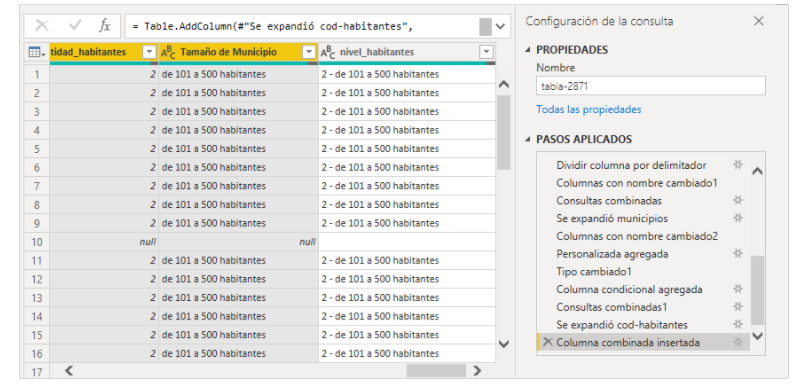 fx = Table.AddColumn(#"Se expandió cod-habitantes",
tidad_habitantes ABC Tamaño de Municipio ABC nivel_habitantes
1 2 de 101 a 500 habitantes 2 - de 101 a 500 habitantes
2 2 de 101 a 500 habitantes 2 - de 101 a 500 habitantes
3 2 de 101 a 500 habitantes 2 - de 101 a 500 habitantes
4 2 de 101 a 500 habitantes 2 - de 101 a 500 habitantes
5 2 de 101 a 500 habitantes 2 - de 101 a 500 habitantes
6 2 de 101 a 500 habitantes 2 - de 101 a 500 habitantes
7 2 de 101 a 500 habitantes 2 - de 101 a 500 habitantes
8 2 de 101 a 500 habitantes 2 - de 101 a 500 habitantes
9 2 de 101 a 500 habitantes 2 - de 101 a 500 habitantes
10 null null
11 2 de 101 a 500 habitantes 2 - de 101 a 500 habitantes
12 2 de 101 a 500 habitantes 2 - de 101 a 500 habitantes
13 2 de 101 a 500 habitantes 2 - de 101 a 500 habitantes
14 2 de 101 a 500 habitantes 2 - de 101 a 500 habitantes
15 2 de 101 a 500 habitantes 2 - de 101 a 500 habitantes
16 2 de 101 a 500 habitantes 2 - de 101 a 500 habitantes
17
Configuración de la consulta
PROPIEDADES
Nombre
tabla-2871
Todas las propiedades
PASOS APLICADOS
Dividir columna por delimitador
Columnas con nombre cambiado1
Consultas combinadas
Se expandió municipios
Columnas con nombre cambiado2
Personalizada agregada
Tipo cambiado1
Columna condicional agregada
Consultas combinadas1
Se expandió cod-habitantes
Columna combinada insertada